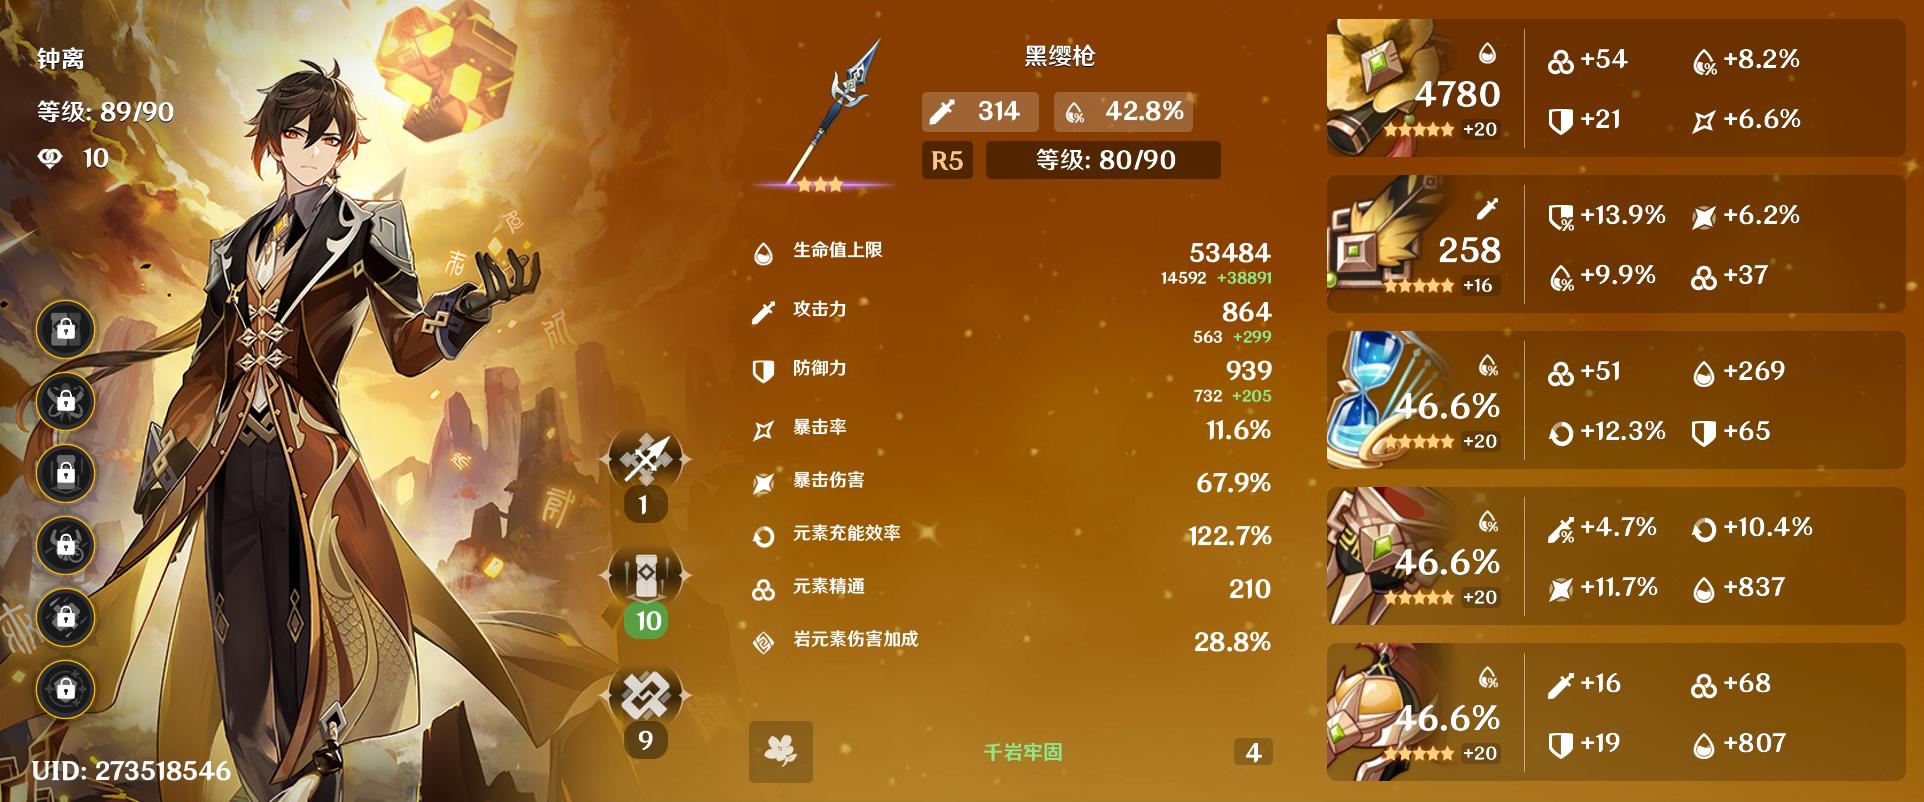 钟离
等级: 89/90
10
1
10
9
UID: 273518546
黑缨枪
314 42.8%
R5 等级: 80/90
生命值上限 53484
14592 +38891
攻击力 864
563 +299
防御力 939
732 +205
暴击率 11.6%
暴击伤害 67.9%
元素充能效率 122.7%
元素精通 210
岩元素伤害加成 28.8%
千岩牢固 4
4780
+20
+54 +8.2%
+21 +6.6%
258
+16
+13.9% +6.2%
+9.9% +37
46.6%
+20
+51 +269
+12.3% +65
46.6%
+20
+4.7% +10.4%
+11.7% +837
46.6%
+20
+16 +68
+19 +807